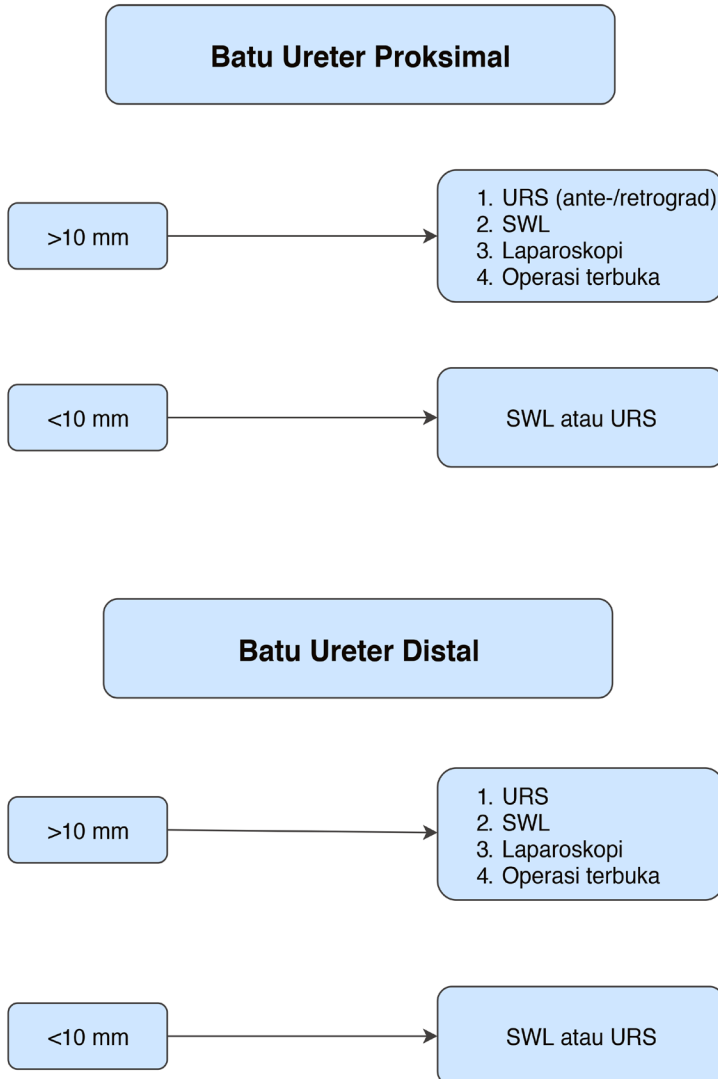 Batu Ureter Proksimal
>10 mm
1. URS (ante-/retrograd)
2. SWL
3. Laparoskopi
4. Operasi terbuka
<10 mm
SWL atau URS
Batu Ureter Distal
>10 mm
1. URS
2. SWL
3. Laparoskopi
4. Operasi terbuka
<10 mm
SWL atau URS